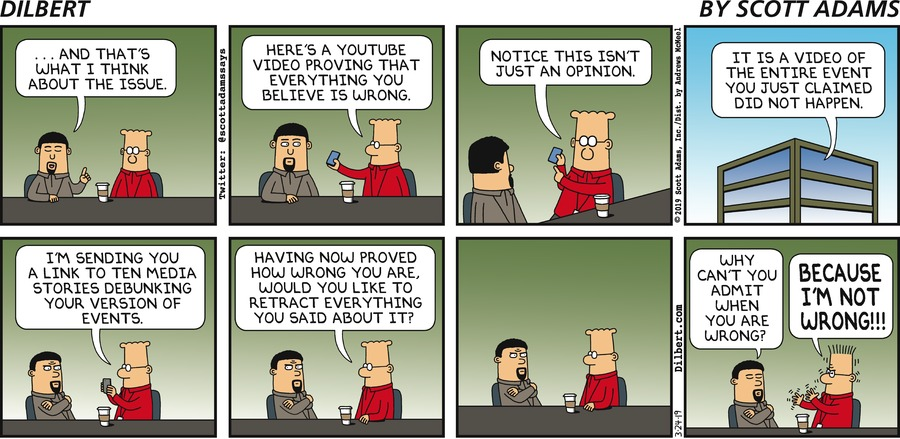 DILBERT
BY SCOTT ADAMS
...AND THAT'S
WHAT I THINK
ABOUT THE ISSUE.
Twitter: @scottadamssays
HERE'S A YOUTUBE
VIDEO PROVING THAT
EVERYTHING YOU
BELIEVE IS WRONG.
NOTICE THIS ISN'T
JUST AN OPINION.
©2019 Scott Adams, Inc./Dist. by Andrews McMeel
IT IS A VIDEO OF
THE ENTIRE EVENT
YOU JUST CLAIMED
DID NOT HAPPEN.
I'M SENDING YOU
A LINK TO TEN MEDIA
STORIES DEBUNKING
YOUR VERSION OF
EVENTS.
HAVING NOW PROVED
HOW WRONG YOU ARE,
WOULD YOU LIKE TO
RETRACT EVERYTHING
YOU SAID ABOUT IT?
Dilbert.com
3-24-19
WHY
CAN'T YOU
ADMIT
WHEN
YOU ARE
WRONG?
BECAUSE
I'M NOT
WRONG!!!